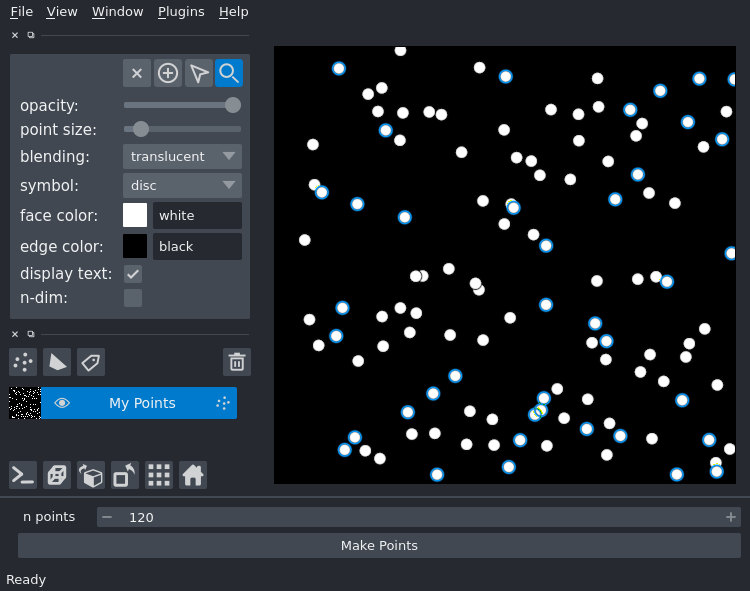 File View Window Plugins Help
opacity:
point size:
blending: translucent
symbol: disc
face color: white
edge color: black
display text:
n-dim:
My Points
n points 120
Make Points
Ready